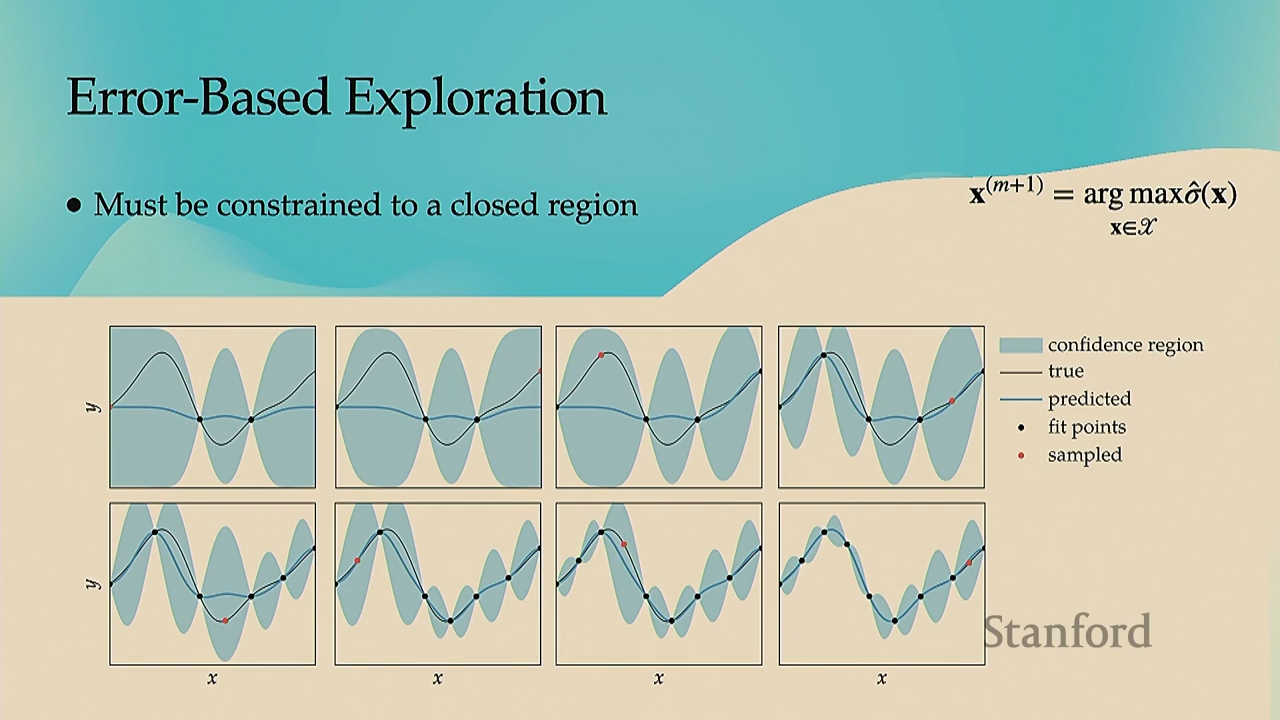 Error-Based Exploration
• Must be constrained to a closed region
x^(m+1) = arg max σ̂(x)
x∈𝒳
y
confidence region
true
predicted
fit points
sampled
y
Stanford
x x x x